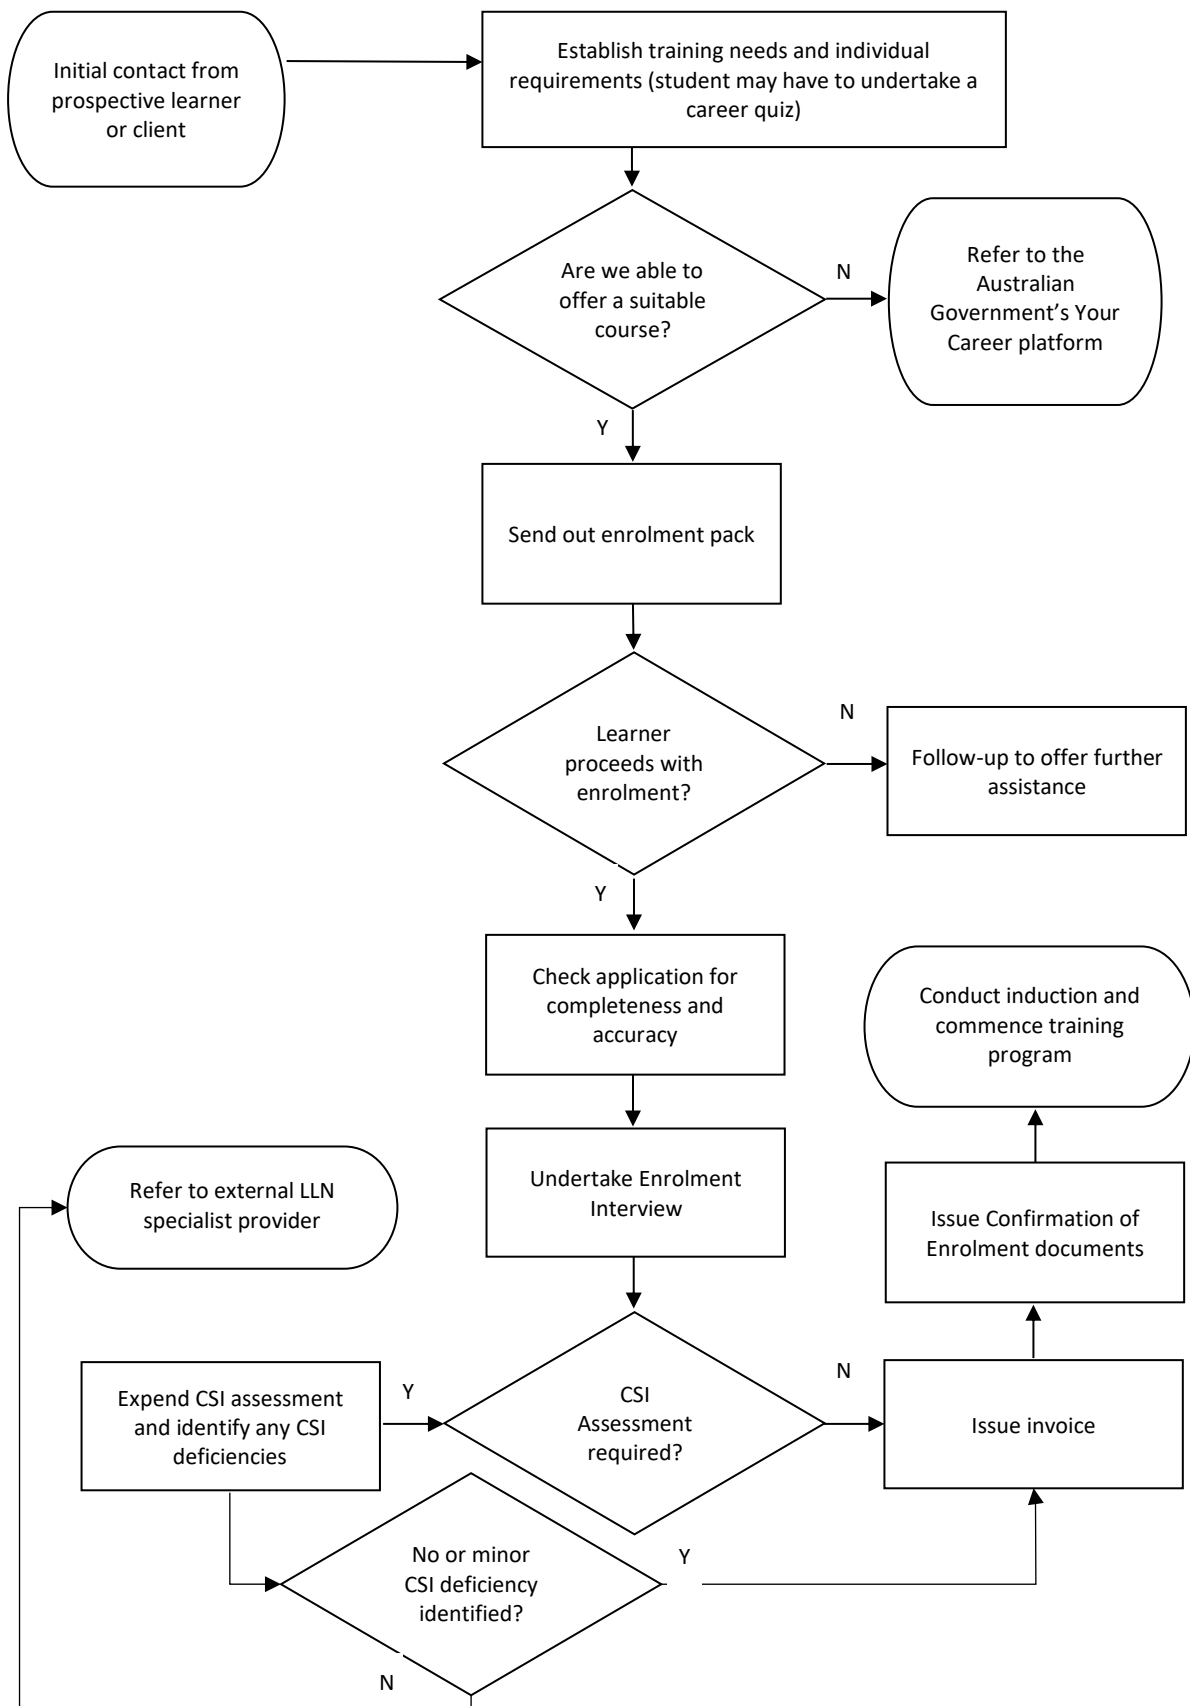 Initial contact from
prospective learner
or client
Establish training needs and individual
requirements (student may have to undertake a
career quiz)
Are we able to
offer a suitable
course?
N
Refer to the
Australian
Government’s Your
Career platform
Y
Send out enrolment pack
Learner
proceeds with
enrolment?
N
Follow-up to offer further
assistance
Y
Check application for
completeness and
accuracy
Conduct induction and
commence training
program
Undertake Enrolment
Interview
Refer to external LLN
specialist provider
Issue Confirmation of
Enrolment documents
Expend CSI assessment
and identify any CSI
deficiencies
Y
CSI
Assessment
required?
N
Issue invoice
No or minor
CSI deficiency
identified?
Y
N